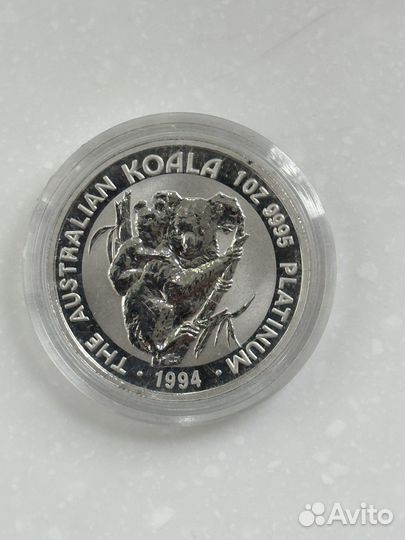 THE AUSTRALIAN KOALA 1OZ 9995 PLATINUM
· 1994 ·
Avito